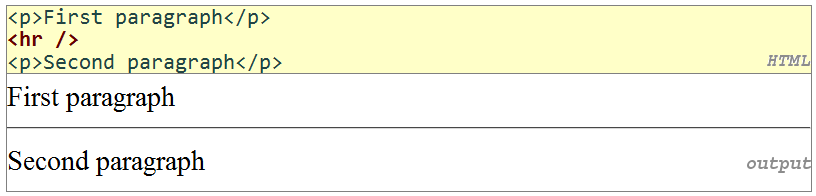 <p>First paragraph</p>
<hr />
<p>Second paragraph</p>
HTML
First paragraph
Second paragraph
output